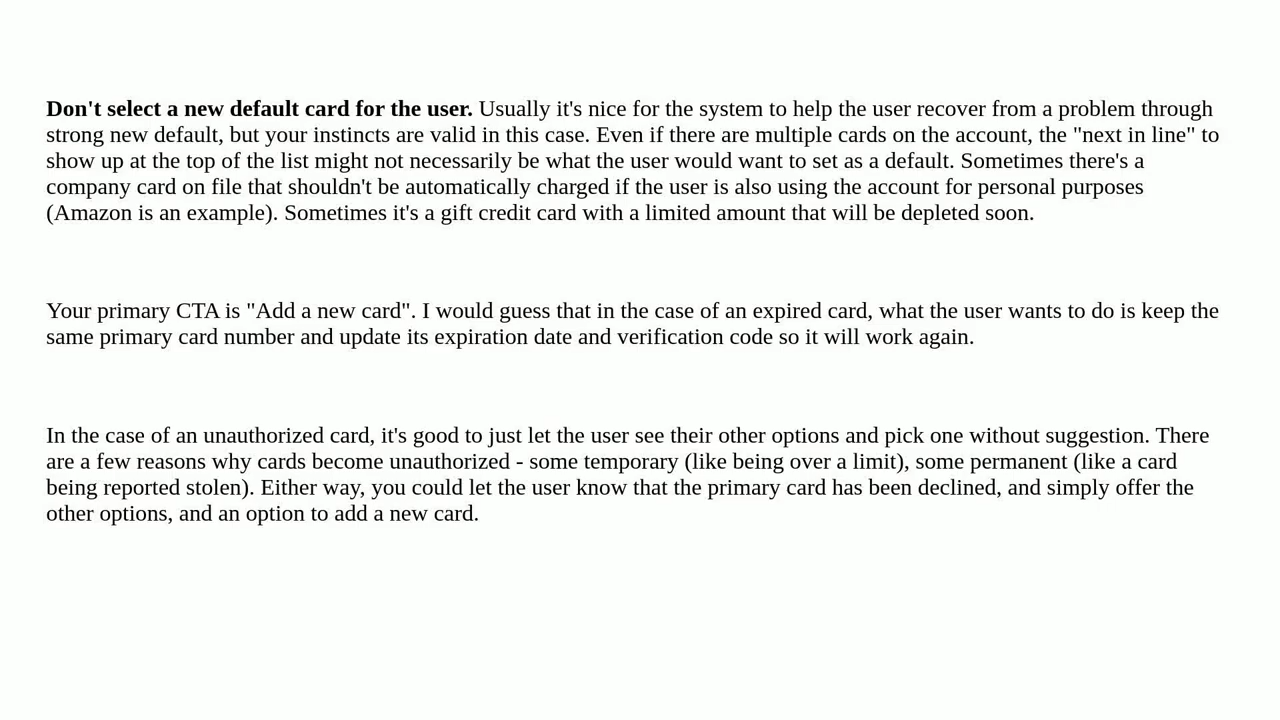 Don't select a new default card for the user. Usually it's nice for the system to help the user recover from a problem through
strong new default, but your instincts are valid in this case. Even if there are multiple cards on the account, the "next in line" to
show up at the top of the list might not necessarily be what the user would want to set as a default. Sometimes there's a
company card on file that shouldn't be automatically charged if the user is also using the account for personal purposes
(Amazon is an example). Sometimes it's a gift credit card with a limited amount that will be depleted soon.
Your primary CTA is "Add a new card". I would guess that in the case of an expired card, what the user wants to do is keep the
same primary card number and update its expiration date and verification code so it will work again.
In the case of an unauthorized card, it's good to just let the user see their other options and pick one without suggestion. There
are a few reasons why cards become unauthorized - some temporary (like being over a limit), some permanent (like a card
being reported stolen). Either way, you could let the user know that the primary card has been declined, and simply offer the
other options, and an option to add a new card.